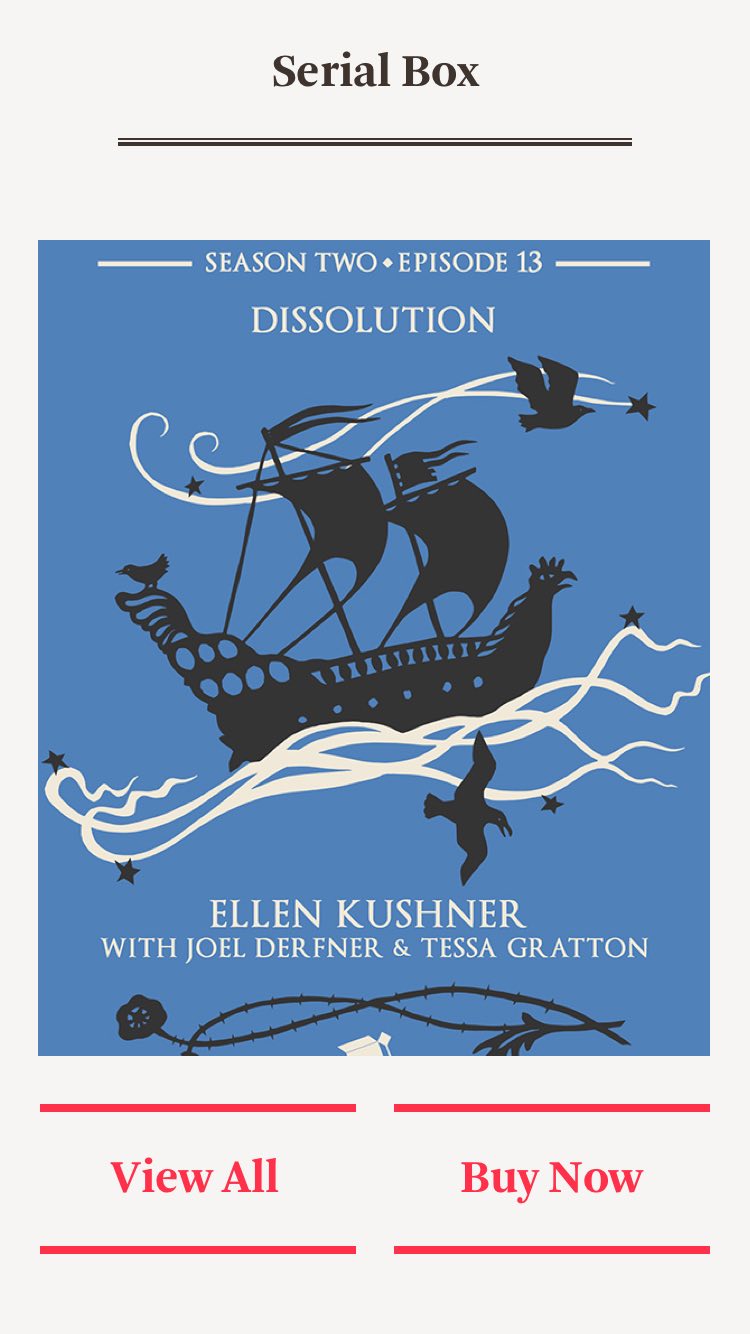 Serial Box
SEASON TWO ◆ EPISODE 13
DISSOLUTION
ELLEN KUSHNER
WITH JOEL DERFNER & TESSA GRATTON
View All
Buy Now